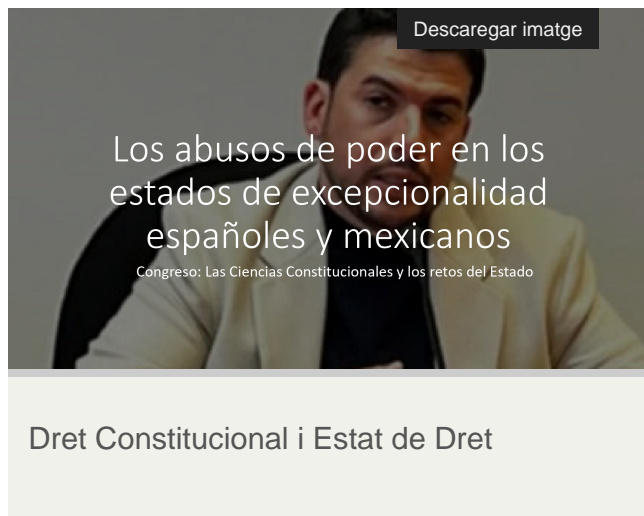 Descaregar imatge
Los abusos de poder en los
estados de excepcionalidad
españoles y mexicanos
Congreso: Las Ciencias Constitucionales y los retos del Estado
Dret Constitucional i Estat de Dret